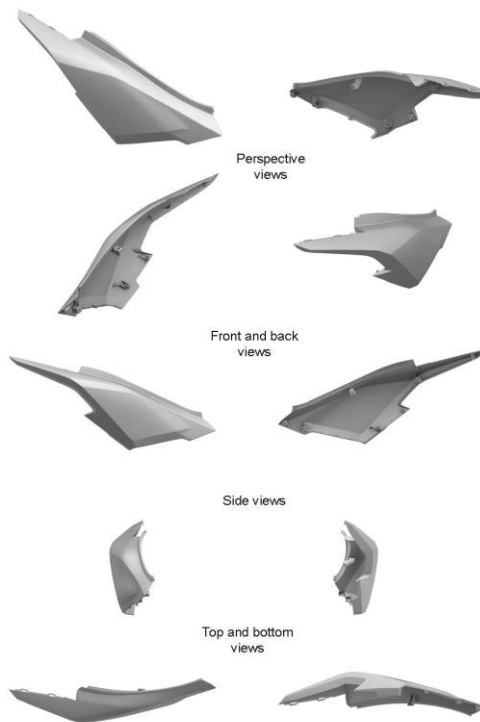 Perspective
views
Front and back
views
Side views
Top and bottom
views